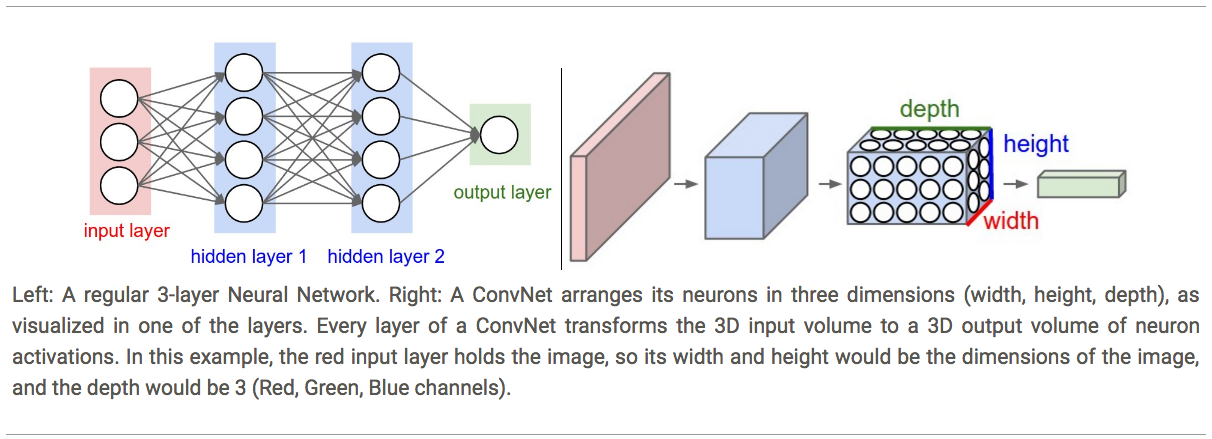 input layer
hidden layer 1
hidden layer 2
output layer
depth
height
width
Left: A regular 3-layer Neural Network. Right: A ConvNet arranges its neurons in three dimensions (width, height, depth), as
visualized in one of the layers. Every layer of a ConvNet transforms the 3D input volume to a 3D output volume of neuron
activations. In this example, the red input layer holds the image, so its width and height would be the dimensions of the image,
and the depth would be 3 (Red, Green, Blue channels).